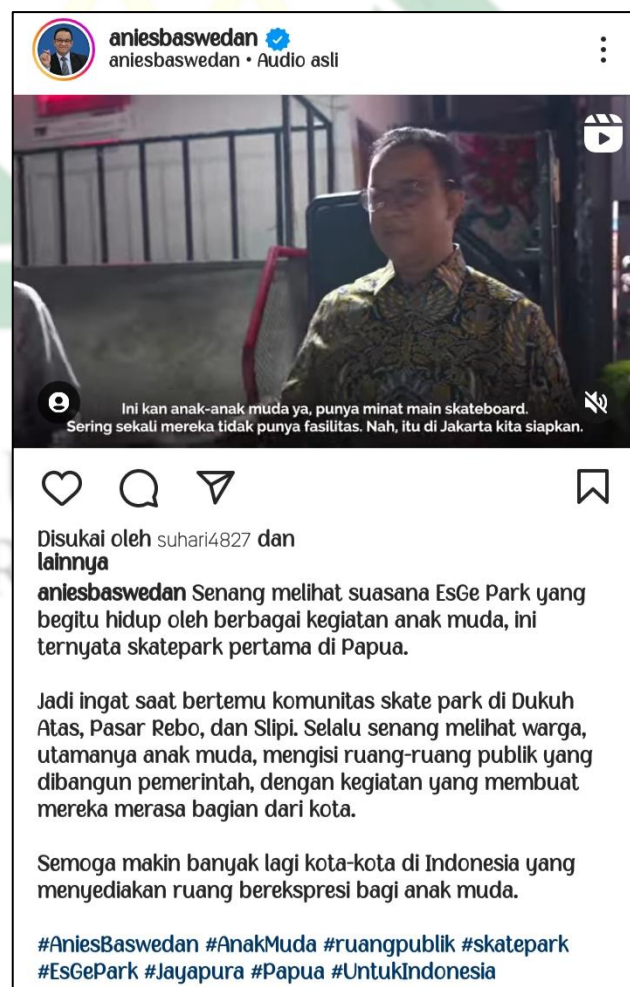 aniesbaswedan
aniesbaswedan • Audio asli
Ini kan anak-anak muda ya, punya minat main skateboard.
Sering sekali mereka tidak punya fasilitas. Nah, itu di Jakarta kita siapkan.
Disukai oleh suhari4827 dan
lainnya
aniesbaswedan Senang melihat suasana EsGe Park yang
begitu hidup oleh berbagai kegiatan anak muda, ini
ternyata skatepark pertama di Papua.
Jadi ingat saat bertemu komunitas skate park di Dukuh
Atas, Pasar Rebo, dan Slipi. Selalu senang melihat warga,
utamanya anak muda, mengisi ruang-ruang publik yang
dibangun pemerintah, dengan kegiatan yang membuat
mereka merasa bagian dari kota.
Semoga makin banyak lagi kota-kota di Indonesia yang
menyediakan ruang berekspresi bagi anak muda.
#AniesBaswedan #AnakMuda #ruangpublik #skatepark
#EsGePark #Jayapura #Papua #UntukIndonesia